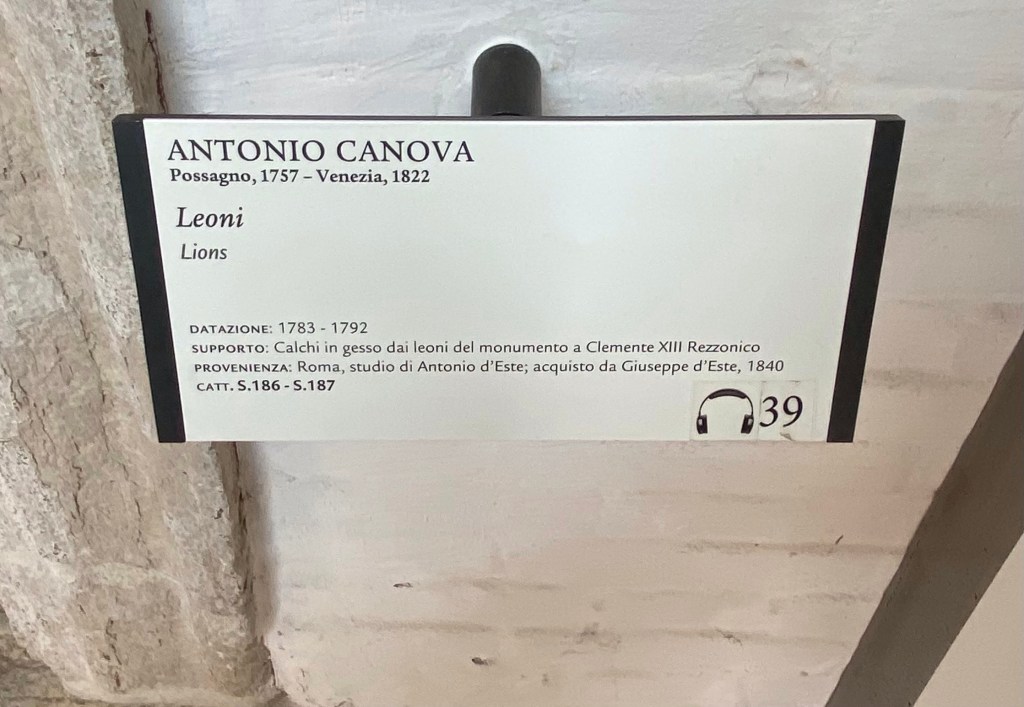 ANTONIO CANOVA
Possagno, 1757 – Venezia, 1822
Leoni
Lions
DATAZIONE: 1783 - 1792
SUPPORTO: Calchi in gesso dai leoni del monumento a Clemente XIII Rezzonico
PROVENIENZA: Roma, studio di Antonio d'Este; acquisto da Giuseppe d'Este, 1840
CATT. S.186 - S.187
39